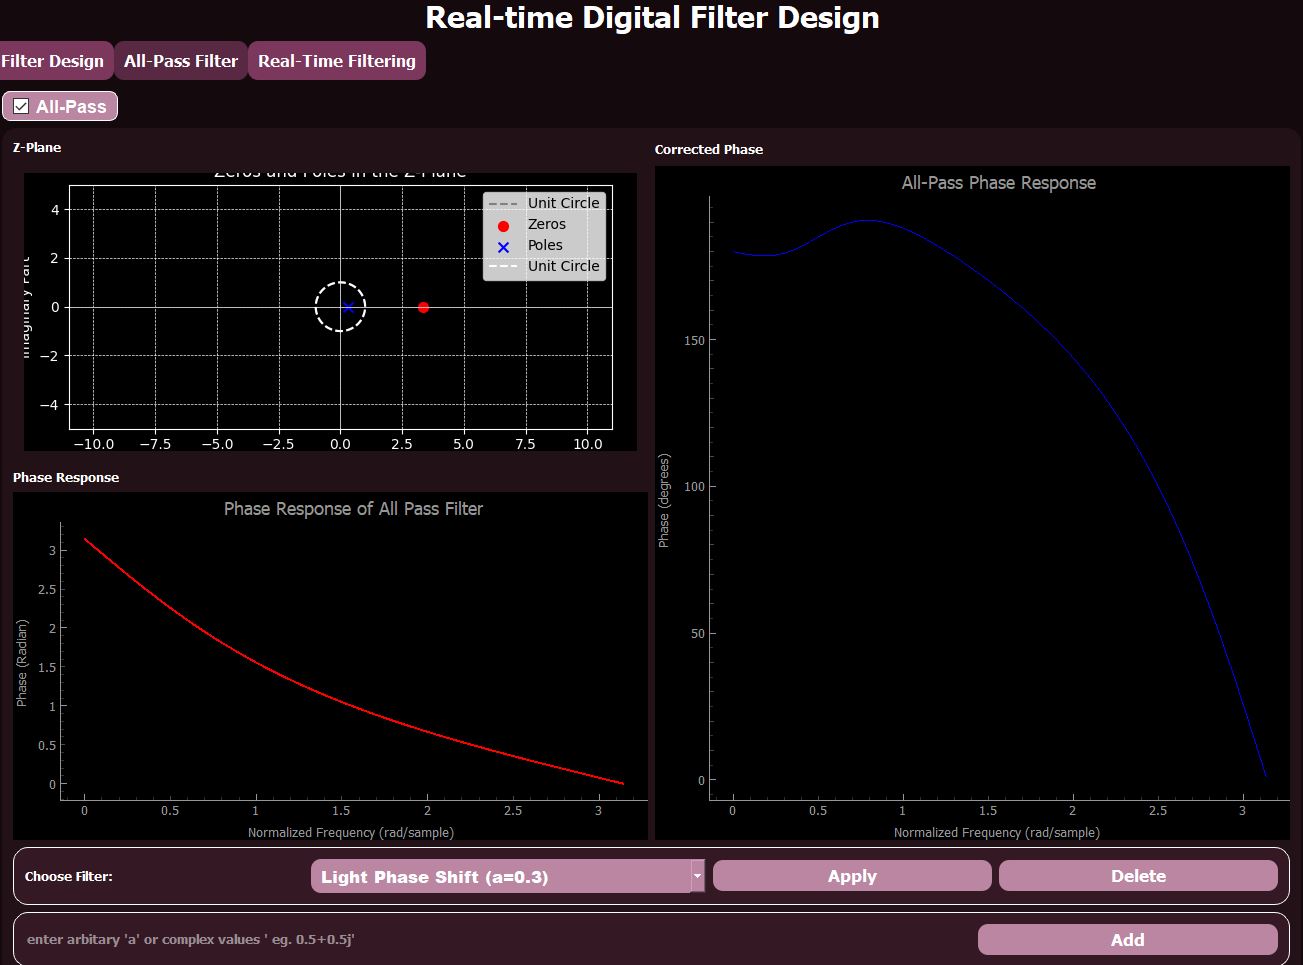 Real-time Digital Filter Design
Filter Design
All-Pass Filter
Real-Time Filtering
All-Pass
Z-Plane
Zeros and Poles in the Z-Plane
Unit Circle
Zeros
Poles
Unit Circle
Imaginary Part
4
2
0
−2
−4
−10.0 −7.5 −5.0 −2.5 0.0 2.5 5.0 7.5 10.0
Phase Response
Phase Response of All Pass Filter
Phase (Radian)
3
2.5
2
1.5
1
0.5
0
0 0.5 1 1.5 2 2.5 3
Normalized Frequency (rad/sample)
Corrected Phase
All-Pass Phase Response
Phase (degrees)
150
100
50
0
0 0.5 1 1.5 2 2.5 3
Normalized Frequency (rad/sample)
Choose Filter:
Light Phase Shift (a=0.3)
Apply
Delete
enter arbitary 'a' or complex values ' eg. 0.5+0.5j'
Add